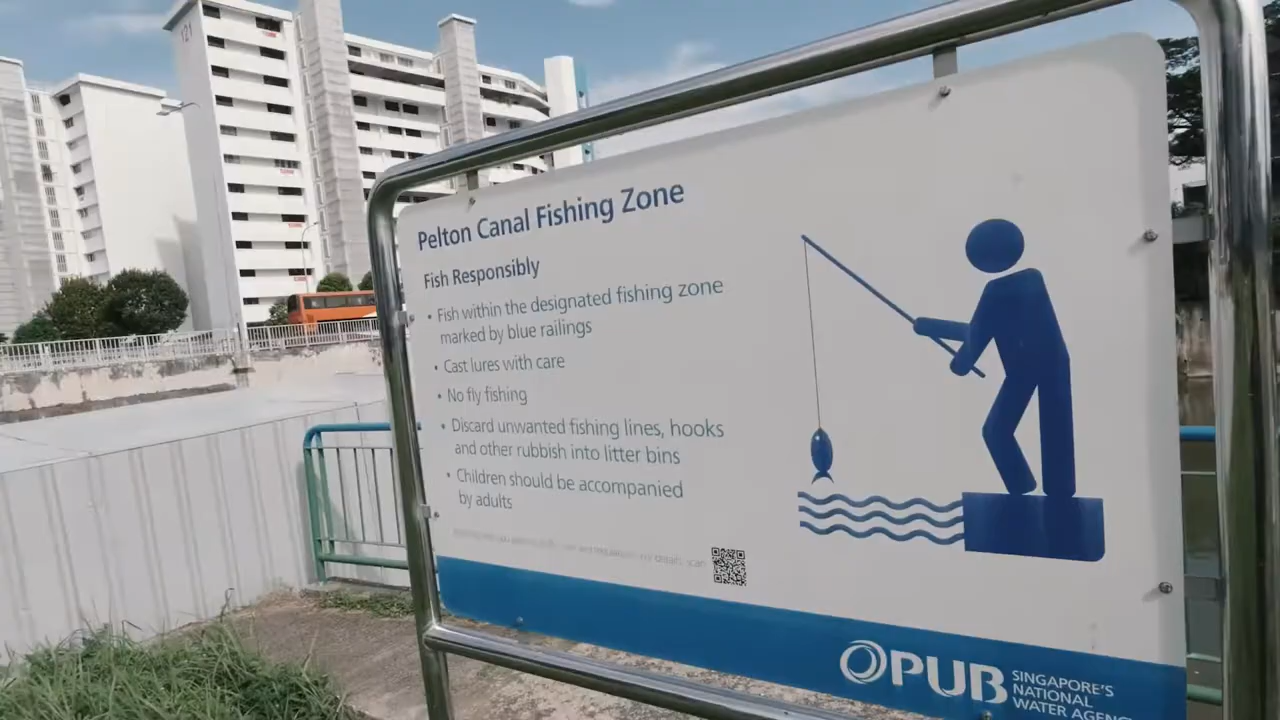 121
Pelton Canal Fishing Zone
Fish Responsibly
• Fish within the designated fishing zone
marked by blue railings
• Cast lures with care
• No fly fishing
• Discard unwanted fishing lines, hooks
and other rubbish into litter bins
• Children should be accompanied
by adults
PUB SINGAPORE'S
NATIONAL
WATER AGENC